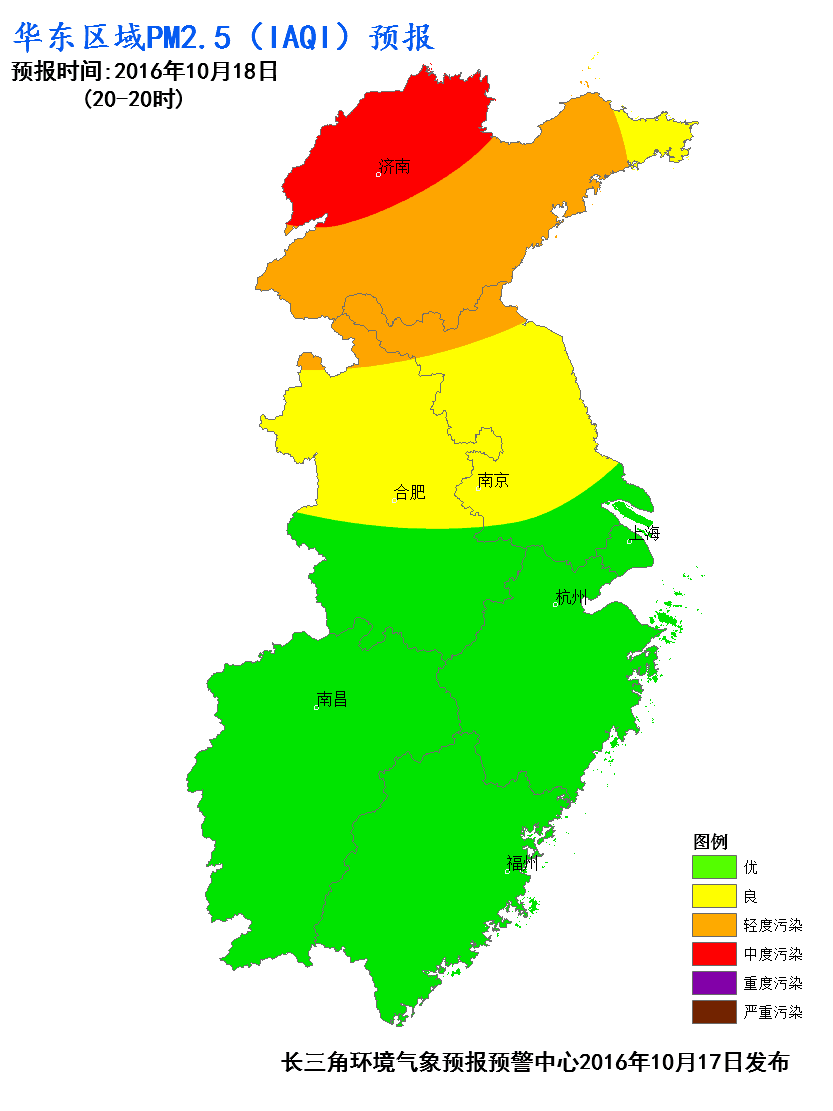 华东区域PM2.5（IAQI）预报
预报时间:2016年10月18日
(20-20时)
济南
合肥
南京
上海
杭州
南昌
福州
图例
优
良
轻度污染
中度污染
重度污染
严重污染
长三角环境气象预报预警中心2016年10月17日发布